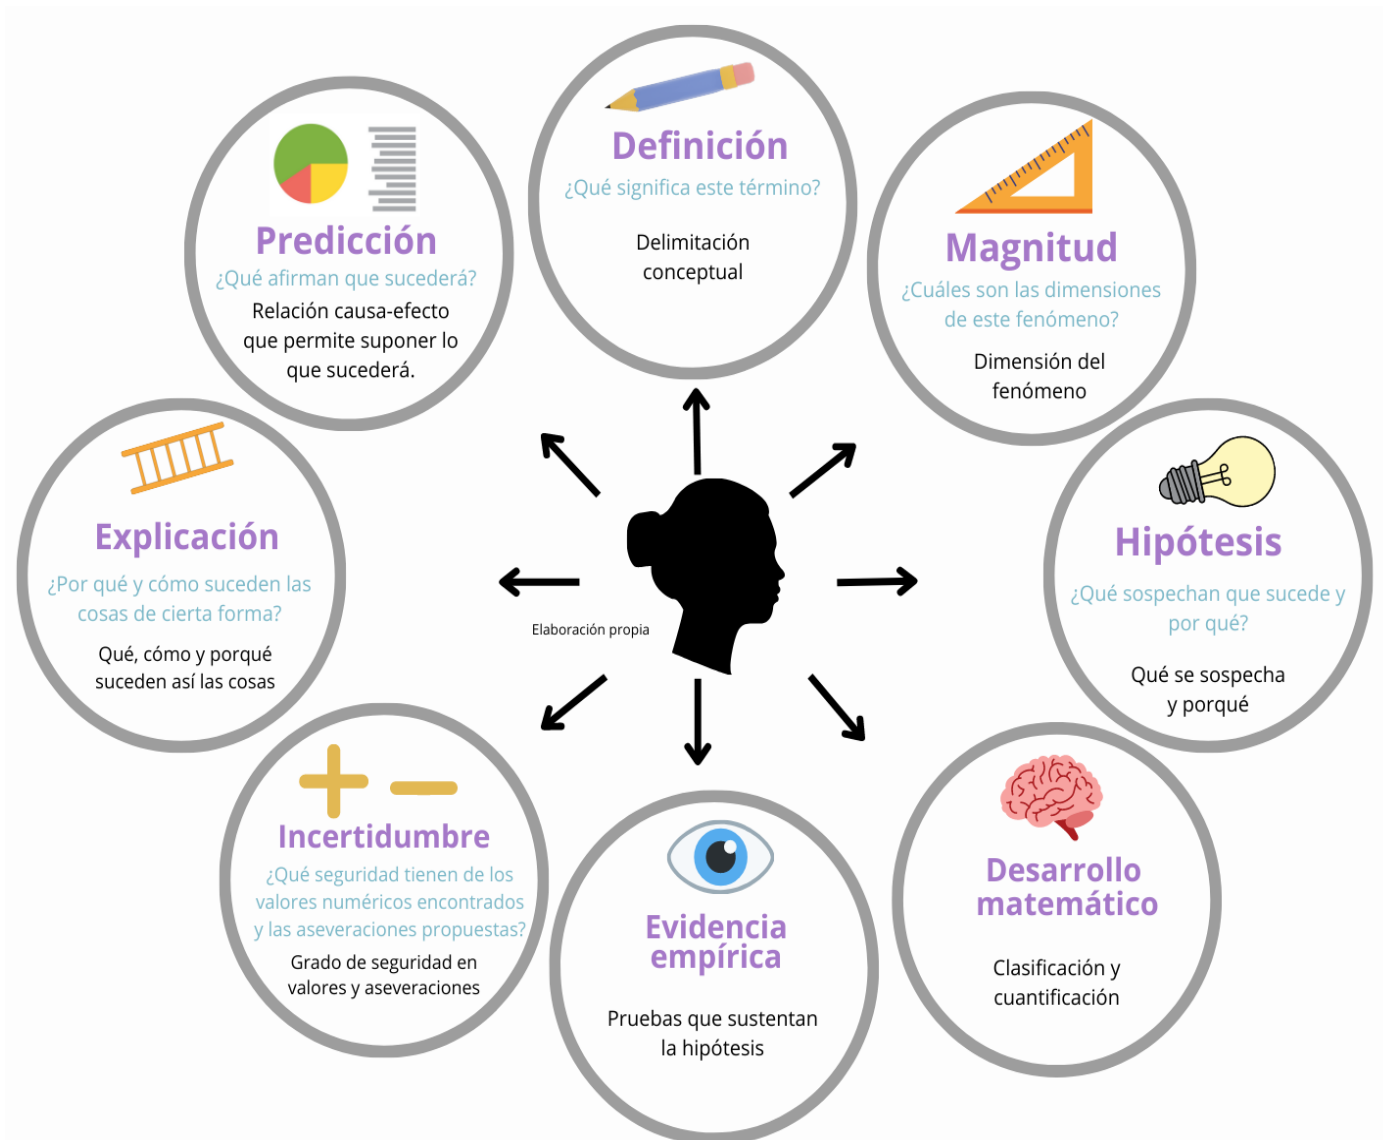 Definición
¿Qué significa este término?
Delimitación
conceptual
Magnitud
¿Cuáles son las dimensiones
de este fenómeno?
Dimensión del
fenómeno
Hipótesis
¿Qué sospechan que sucede y
por qué?
Qué se sospecha
y porqué
Desarrollo
matemático
Clasificación y
cuantificación
Evidencia
empírica
Pruebas que sustentan
la hipótesis
Incertidumbre
¿Qué seguridad tienen de los
valores numéricos encontrados
y las aseveraciones propuestas?
Grado de seguridad en
valores y aseveraciones
Explicación
¿Por qué y cómo suceden las
cosas de cierta forma?
Qué, cómo y porqué
suceden así las cosas
Predicción
¿Qué afirman que sucederá?
Relación causa-efecto
que permite suponer lo
que sucederá.
Elaboración propia